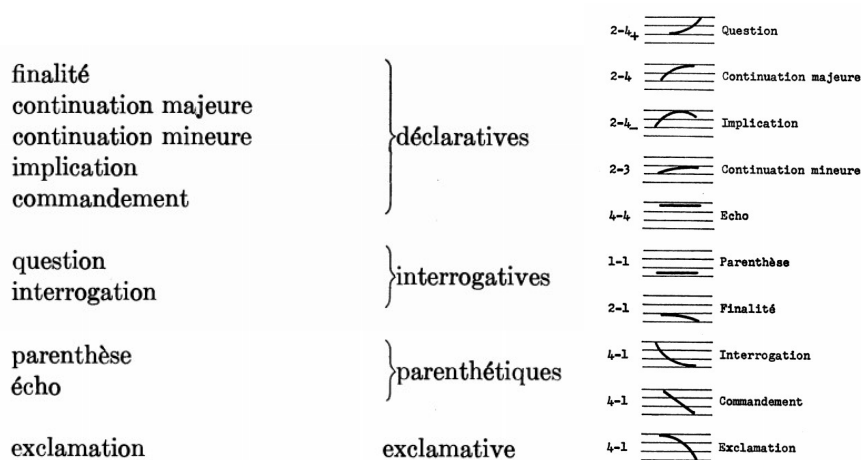 finalité
continuation majeure
continuation mineure
implication
commandement
déclaratives
question
interrogation
interrogatives
parenthèse
écho
parenthétiques
exclamation
exclamative
2-4+ Question
2-4 Continuation majeure
2-4- Implication
2-3 Continuation mineure
4-4 Echo
1-1 Parenthèse
2-1 Finalité
4-1 Interrogation
4-1 Commandement
4-1 Exclamation